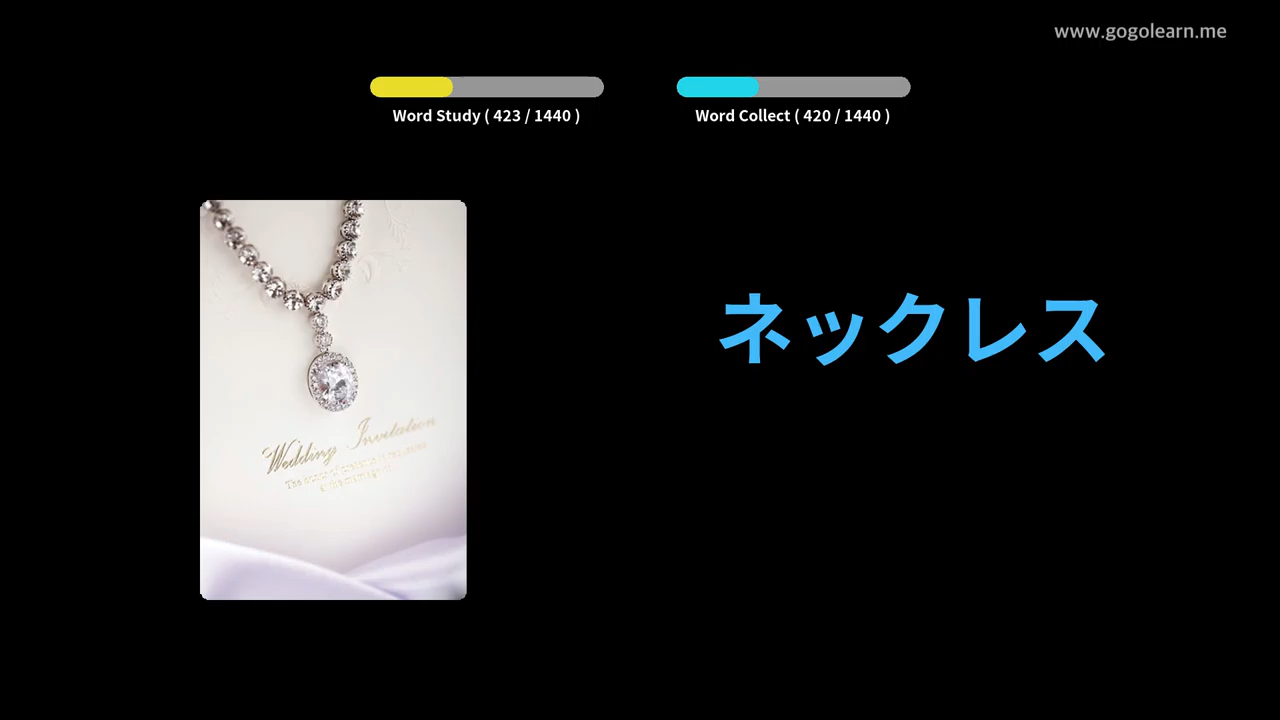 www.gogolearn.me
Word Study ( 423 / 1440 )
Word Collect ( 420 / 1440 )
ネックレス
Wedding Invitation